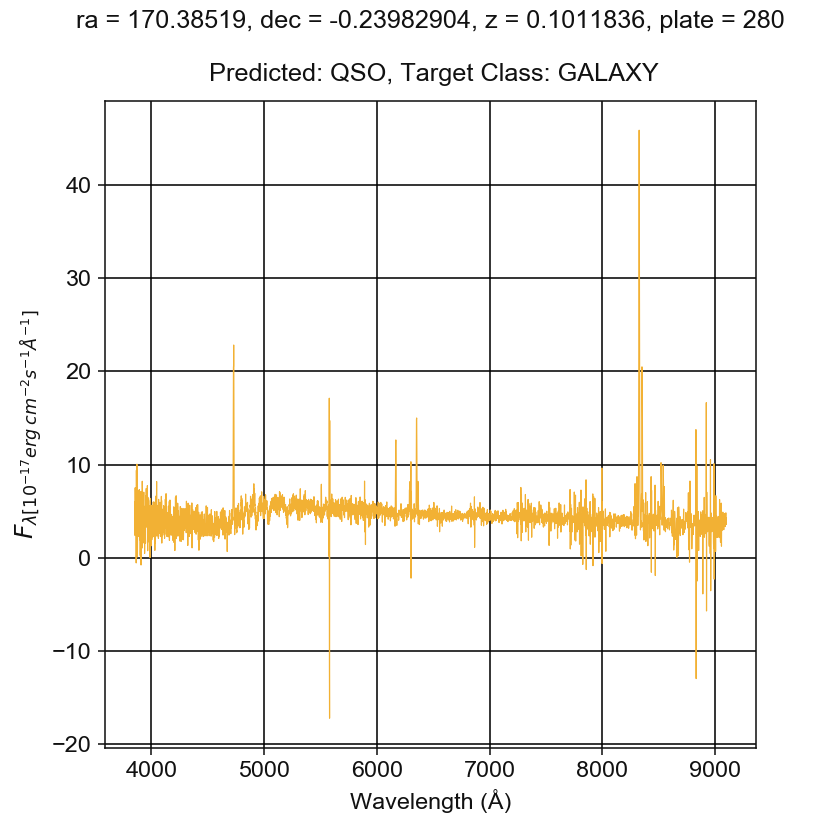 ra = 170.38519, dec = -0.23982904, z = 0.1011836, plate = 280
Predicted: QSO, Target Class: GALAXY
F_λ[10^{-17} erg cm^{-2} s^{-1} Å^{-1}]
40
30
20
10
0
−10
−20
4000 5000 6000 7000 8000 9000
Wavelength (Å)